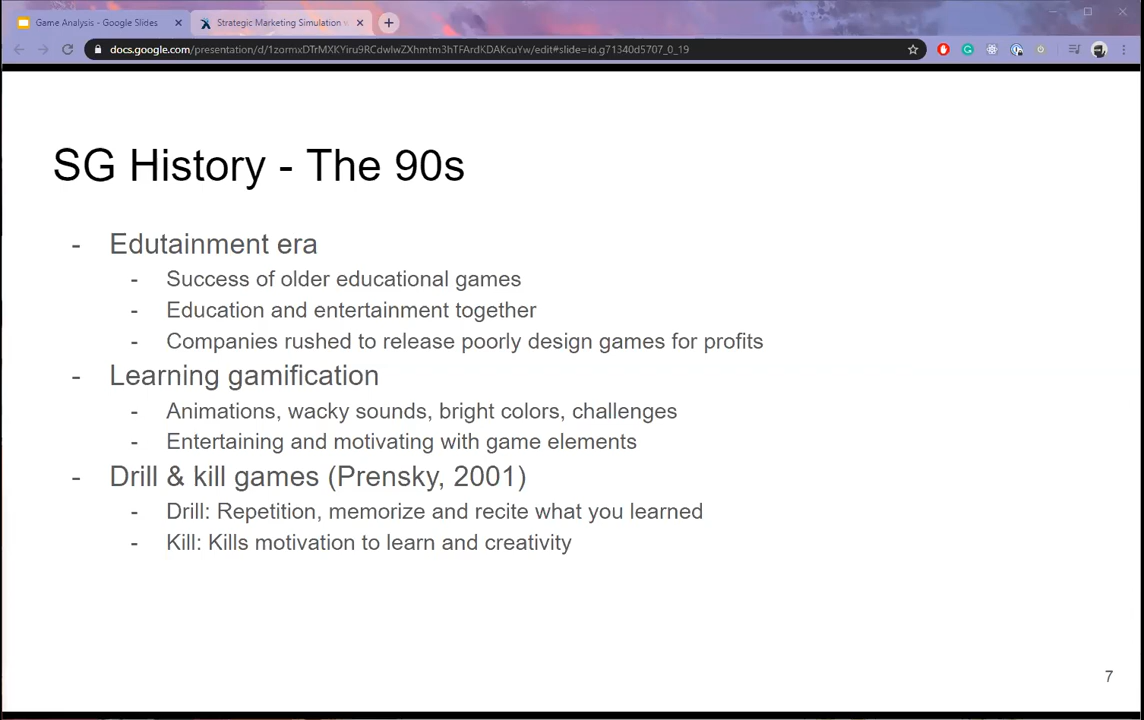 Game Analysis - Google Slides
Strategic Marketing Simulation w
docs.google.com/presentation/d/1zormxDTrMXKYiru9RCdwlwZXhmtm3hTFArdKDAKcuYw/edit#slide=id.g71340d5707_0_19
SG History - The 90s
- Edutainment era
- Success of older educational games
- Education and entertainment together
- Companies rushed to release poorly design games for profits
- Learning gamification
- Animations, wacky sounds, bright colors, challenges
- Entertaining and motivating with game elements
- Drill & kill games (Prensky, 2001)
- Drill: Repetition, memorize and recite what you learned
- Kill: Kills motivation to learn and creativity
7